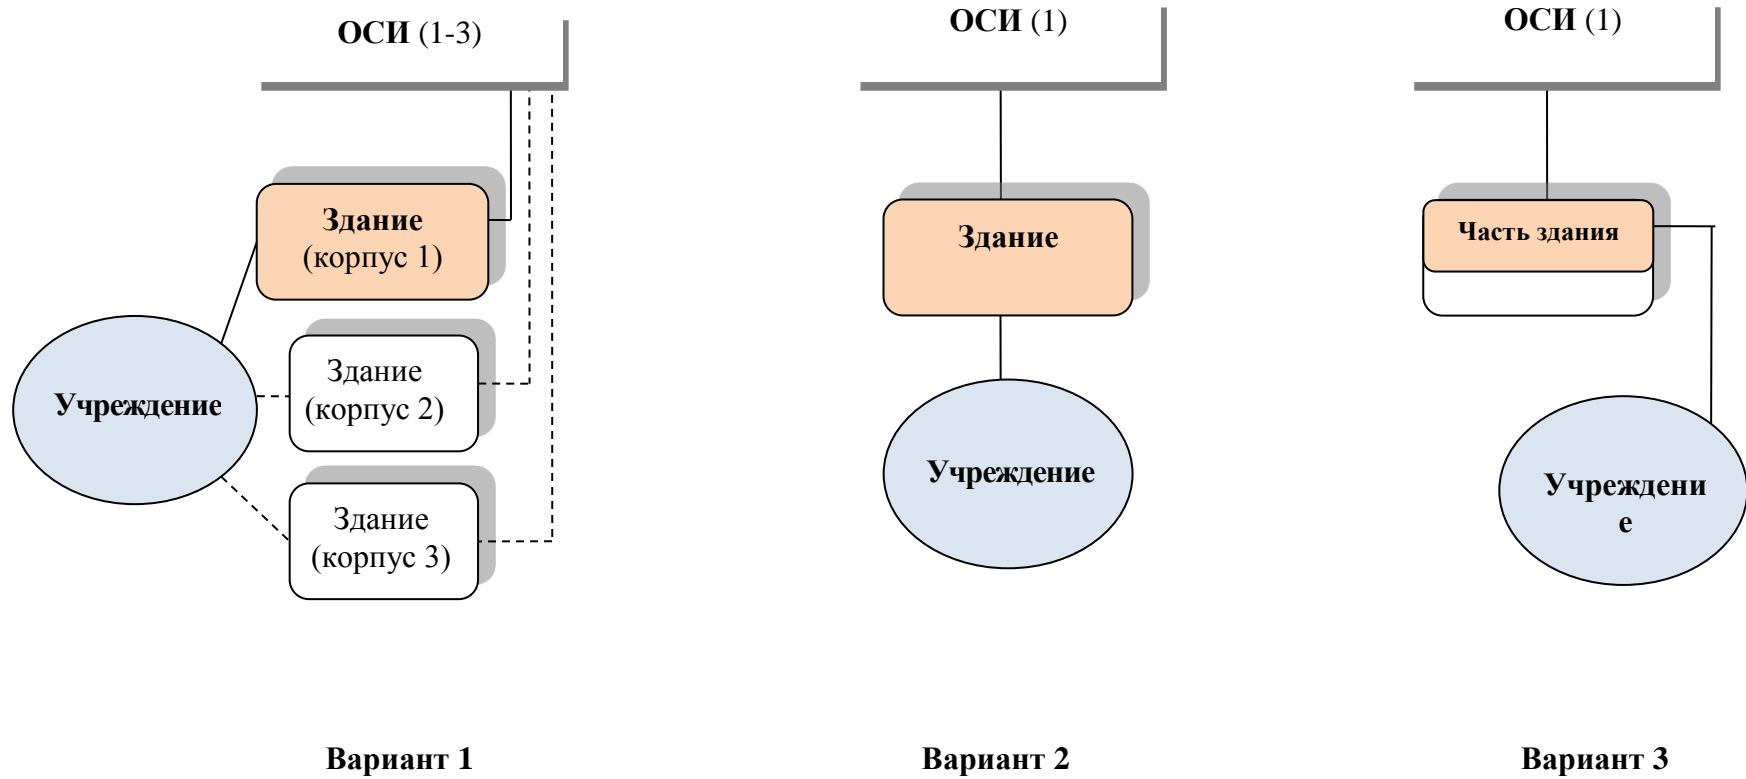 ОСИ (1-3)
Здание
(корпус 1)
Учреждение
Здание
(корпус 2)
Здание
(корпус 3)
Вариант 1
ОСИ (1)
Здание
Учреждение
Вариант 2
ОСИ (1)
Часть здания
Учреждени
е
Вариант 3